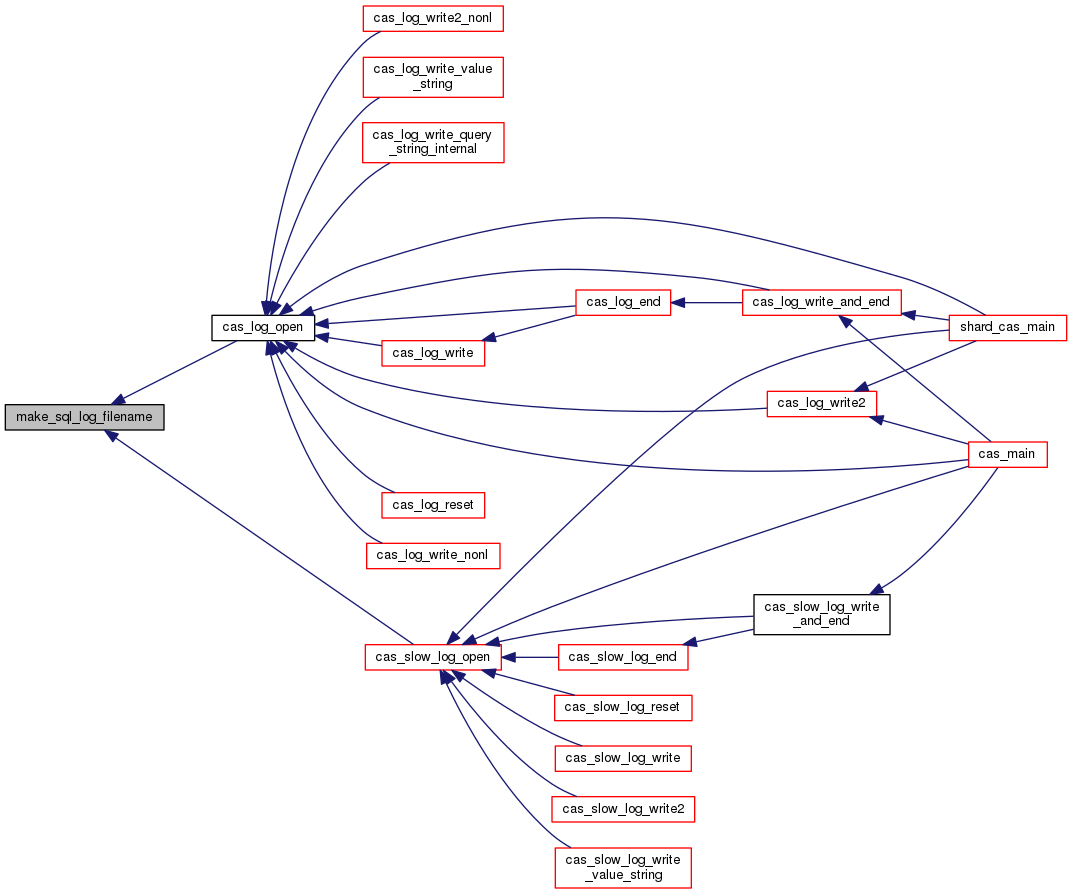 cas_log_write2_nonl
cas_log_write_value
_string
cas_log_write_query
_string_internal
cas_log_end
cas_log_write_and_end
cas_log_open
shard_cas_main
cas_log_write
cas_log_write2
make_sql_log_filename
cas_main
cas_log_reset
cas_log_write_nonl
cas_slow_log_write
_and_end
cas_slow_log_open
cas_slow_log_end
cas_slow_log_reset
cas_slow_log_write
cas_slow_log_write2
cas_slow_log_write
_value_string